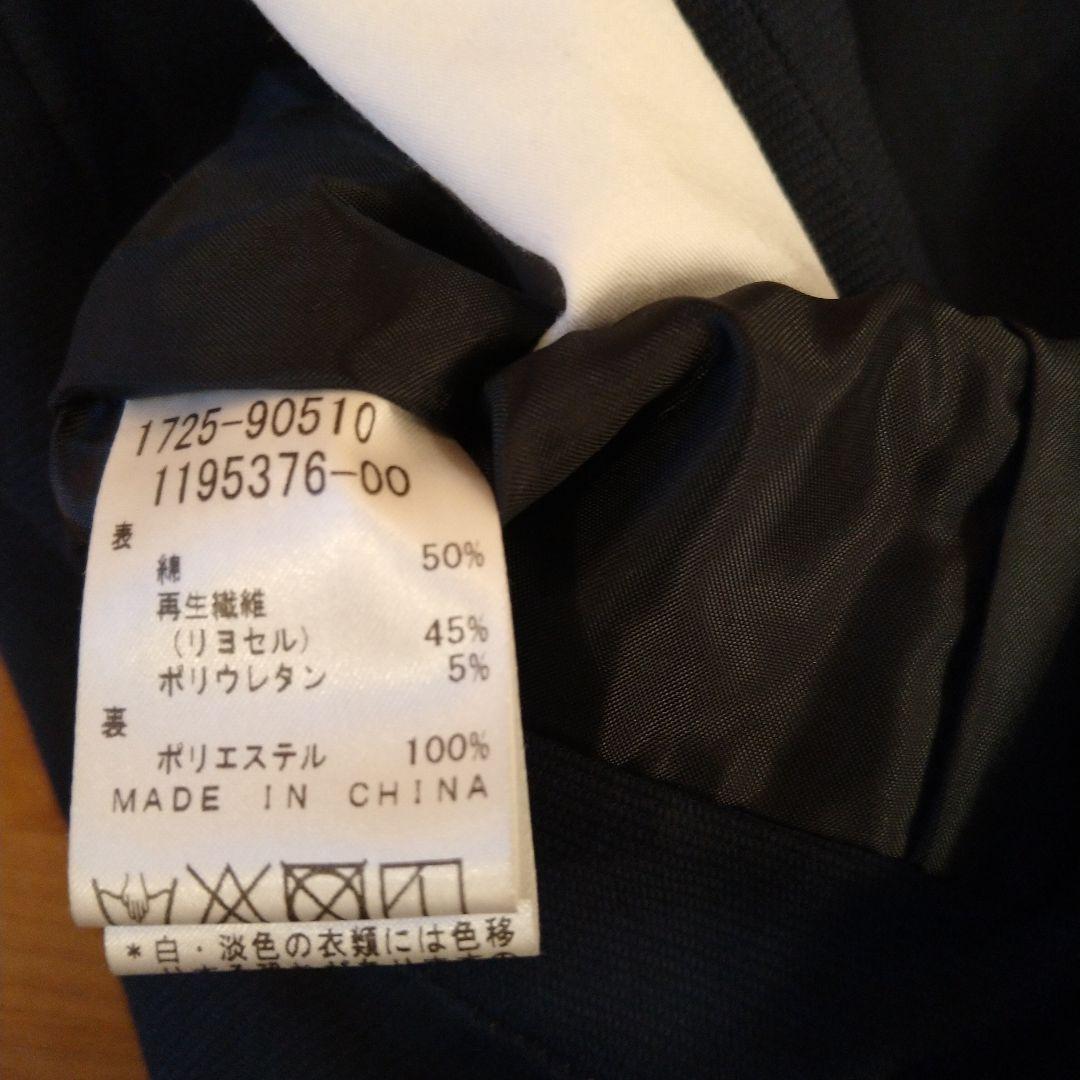 1725-90510
1195376-00
表
綿 50%
再生繊維
(リヨセル) 45%
ポリウレタン 5%
裏
ポリエステル 100%
MADE IN CHINA
*白・淡色の衣類には色移